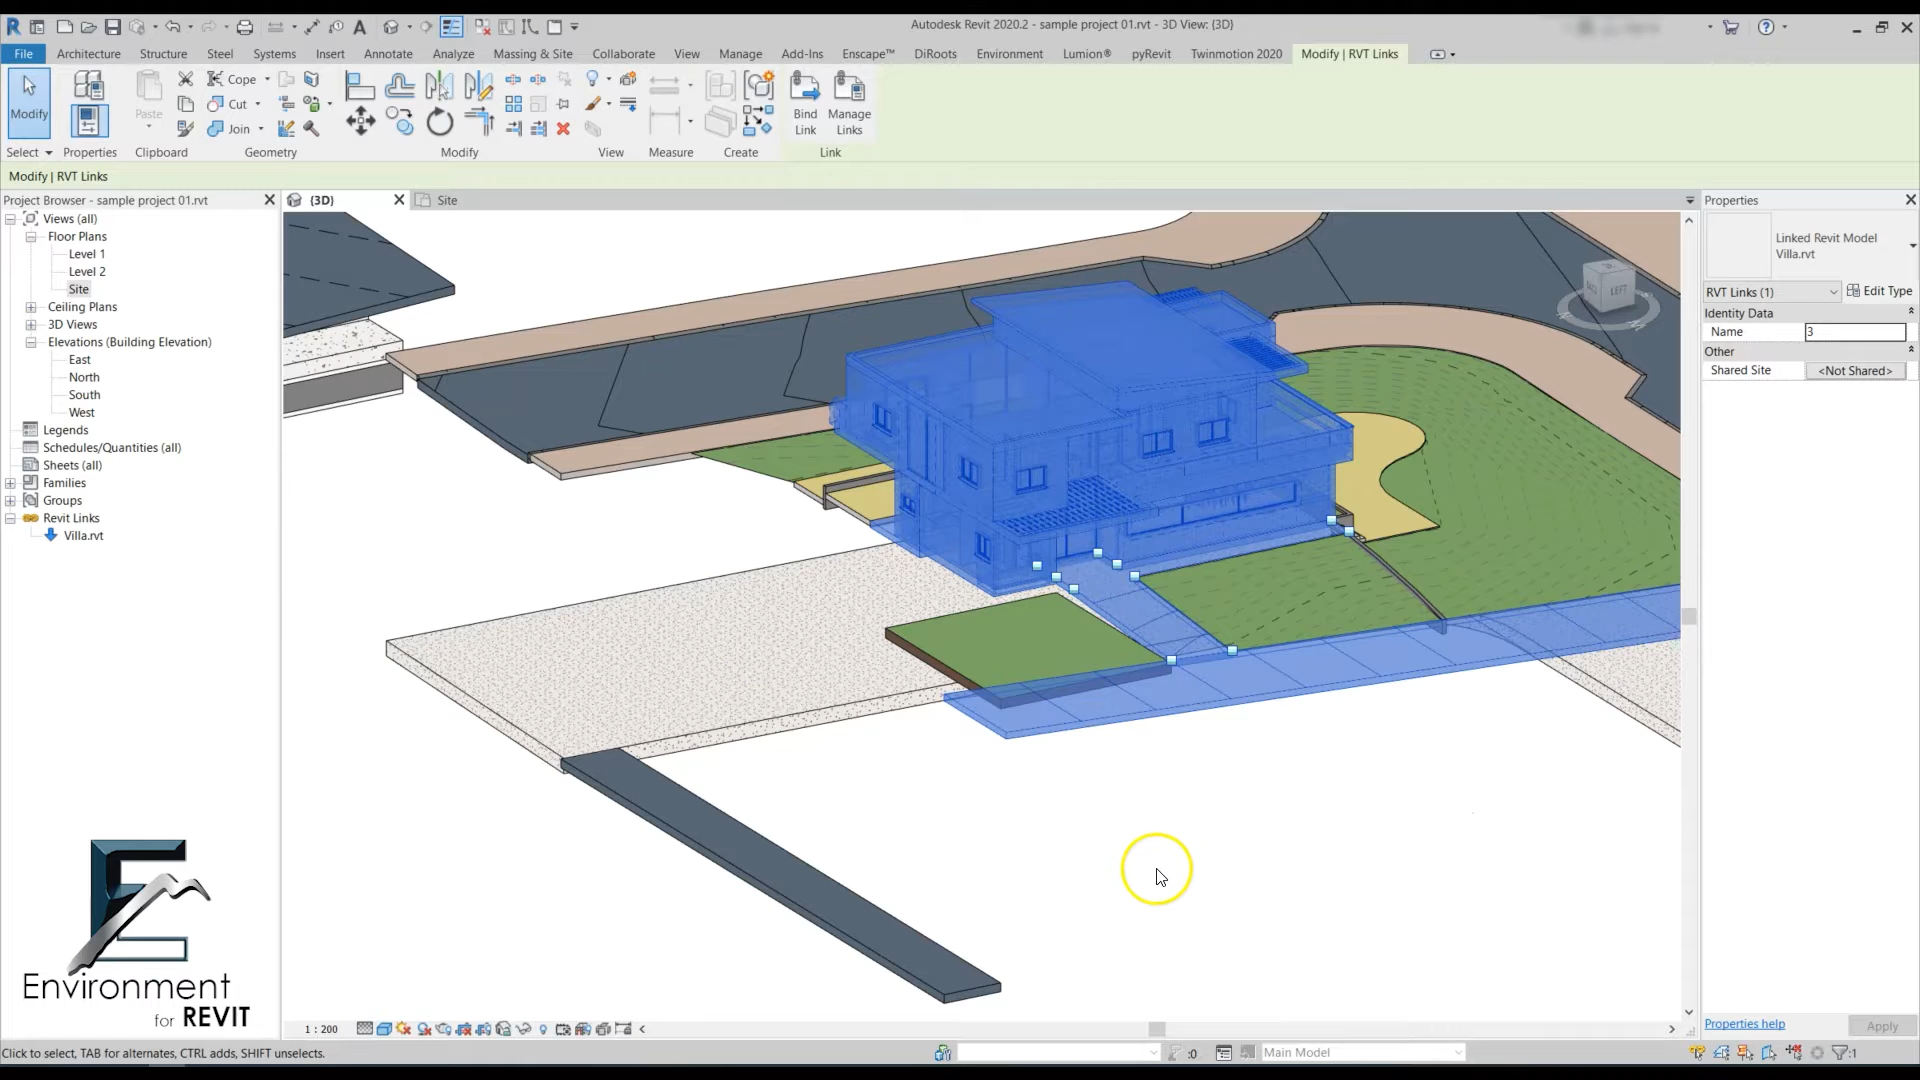 Autodesk Revit 2020.2 - sample project 01.rvt - 3D View: {3D}
File Architecture Structure Steel Systems Insert Annotate Analyze Massing & Site Collaborate View Manage Add-Ins Enscape™ DiRoots Environment Lumion® pyRevit Twinmotion 2020 Modify | RVT Links
Modify Paste Cope Cut Join Bind Link Manage Links
Select Properties Clipboard Geometry Modify View Measure Create Link
Modify | RVT Links
Project Browser - sample project 01.rvt
{3D} Site
Properties
Views (all)
Floor Plans
Level 1
Level 2
Site
Ceiling Plans
3D Views
Elevations (Building Elevation)
East
North
South
West
Legends
Schedules/Quantities (all)
Sheets (all)
Families
Groups
Revit Links
Villa.rvt
LEFT
Linked Revit Model
Villa.rvt
RVT Links (1) Edit Type
Identity Data
Name 3
Other
Shared Site <Not Shared>
Environment
for REVIT
1 : 200
Properties help Apply
Click to select, TAB for alternates, CTRL adds, SHIFT unselects.
:0 Main Model :1